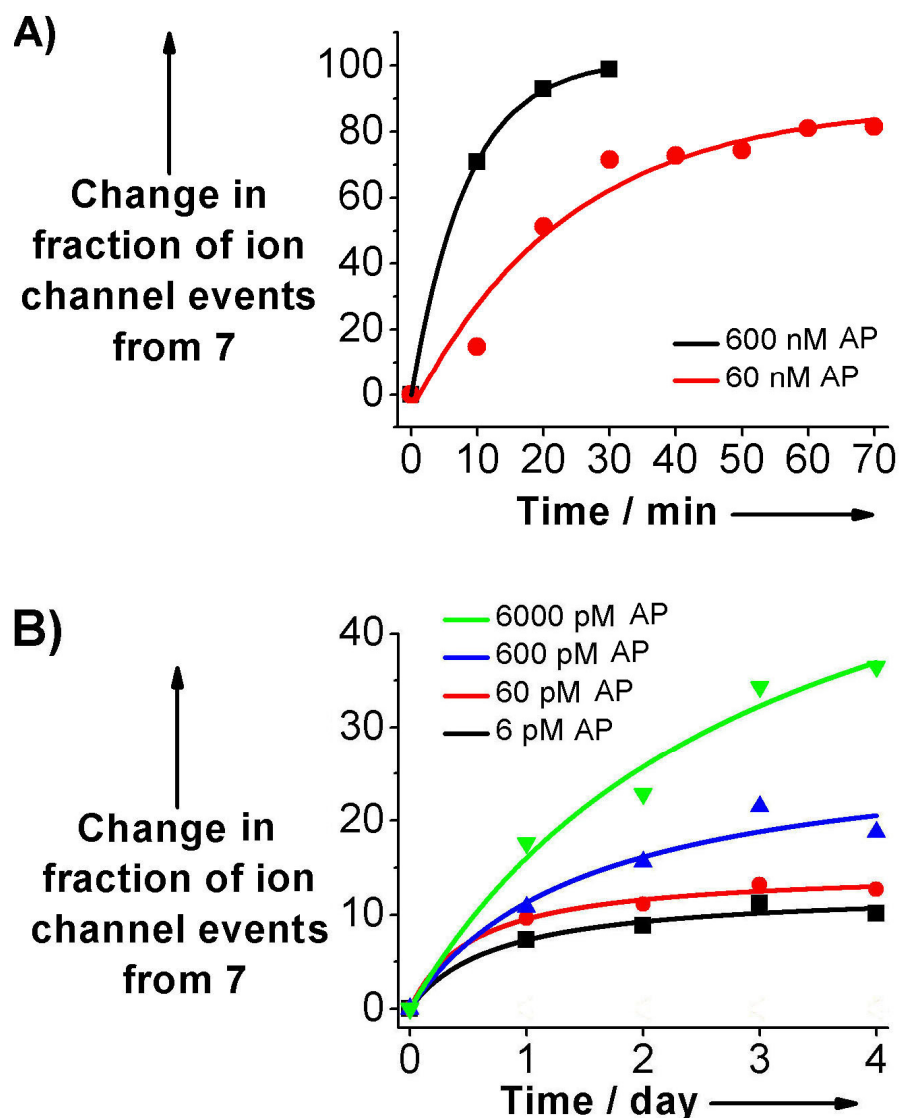 A)
Change in
fraction of ion
channel events
from 7
100
80
60
40
20
0
600 nM AP
60 nM AP
0 10 20 30 40 50 60 70
Time / min
B)
Change in
fraction of ion
channel events
from 7
40
30
20
10
0
6000 pM AP
600 pM AP
60 pM AP
6 pM AP
0 1 2 3 4
Time / day